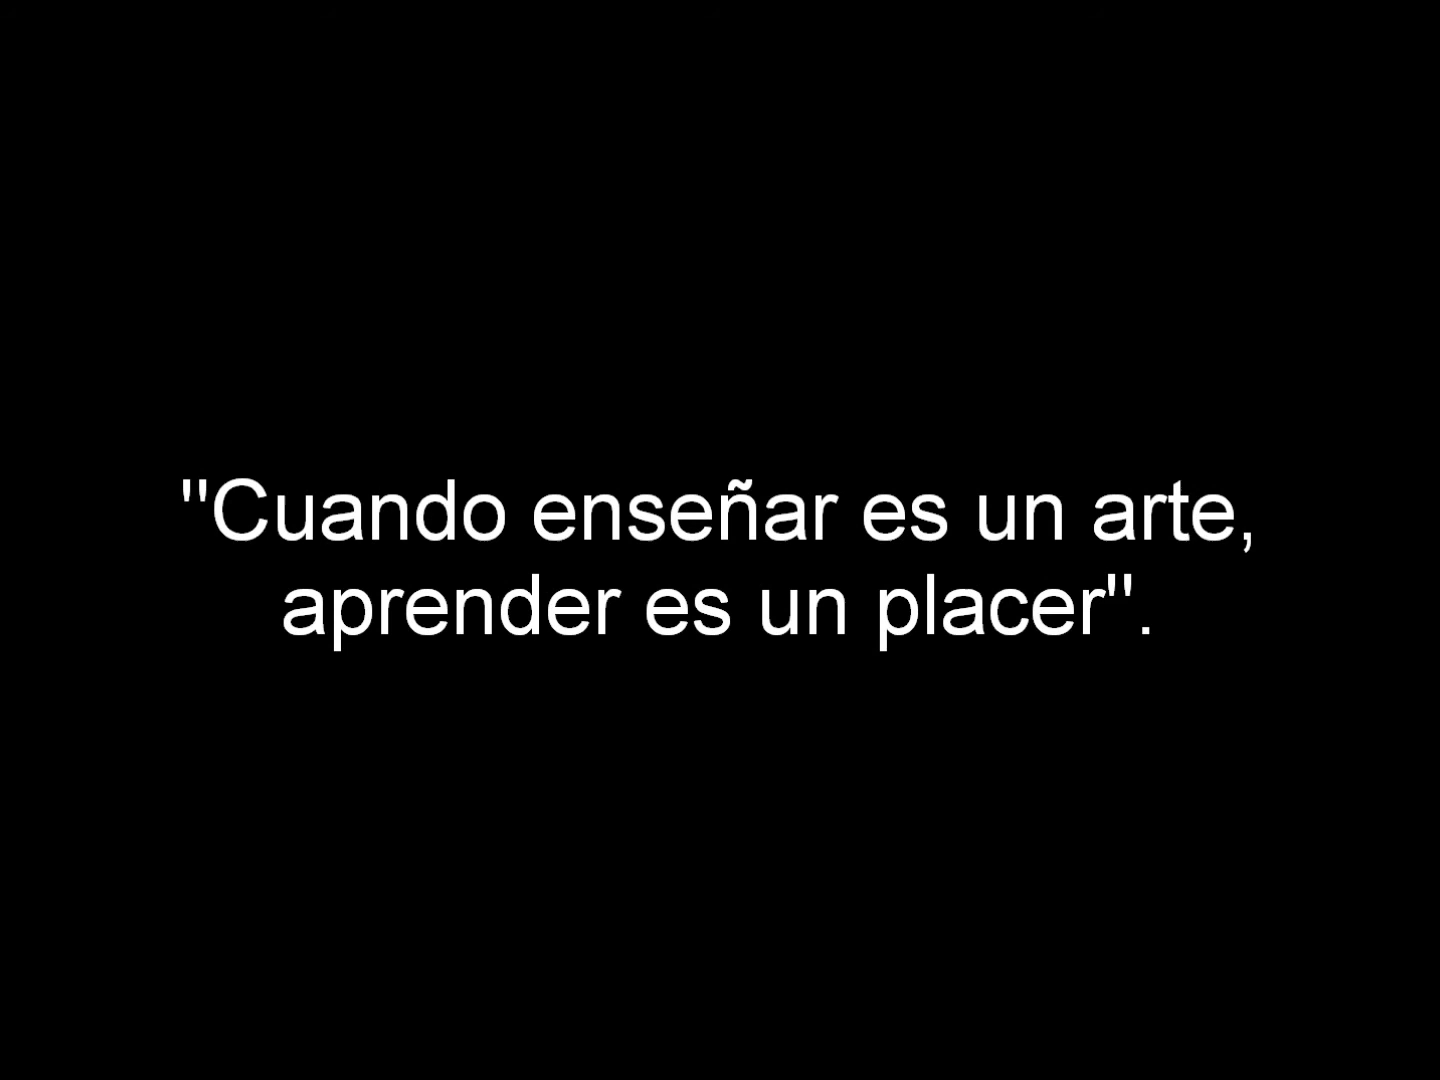 "Cuando enseñar es un arte,
aprender es un placer".